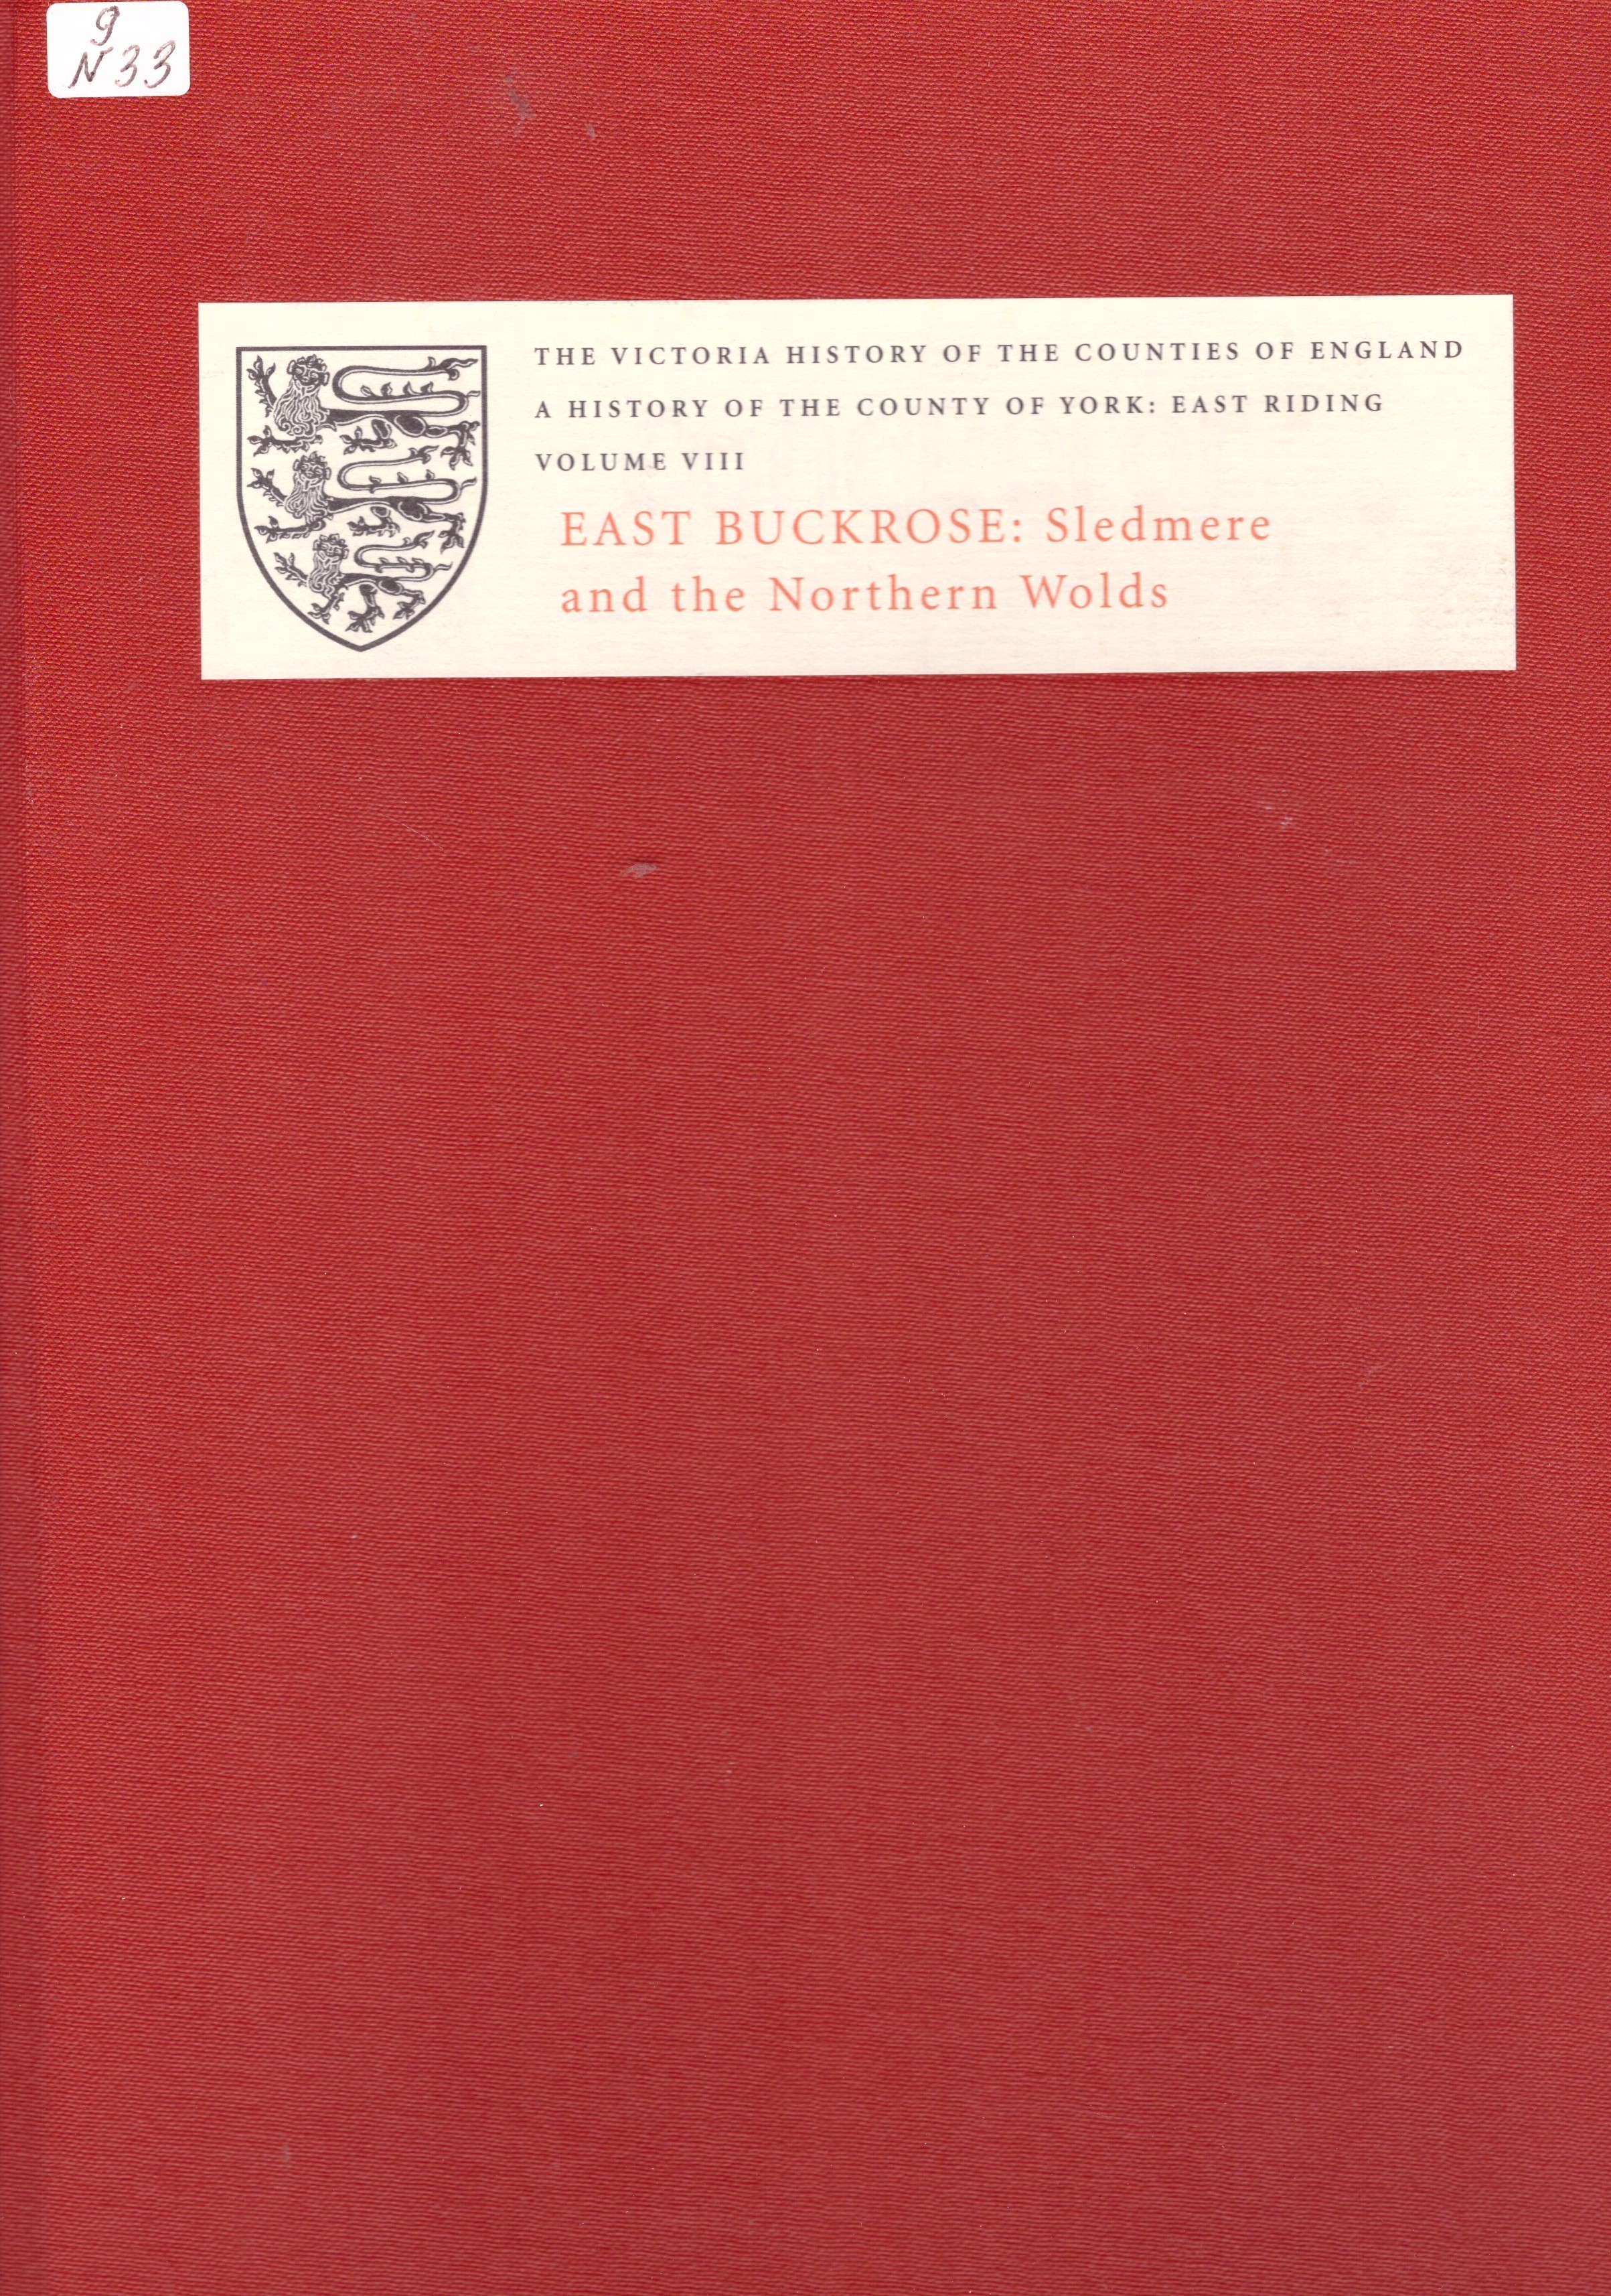 9
N 33
THE VICTORIA HISTORY OF THE COUNTIES OF ENGLAND
A HISTORY OF THE COUNTY OF YORK: EAST RIDING
VOLUME VIII
EAST BUCKROSE: Sledmere
and the Northern Wolds